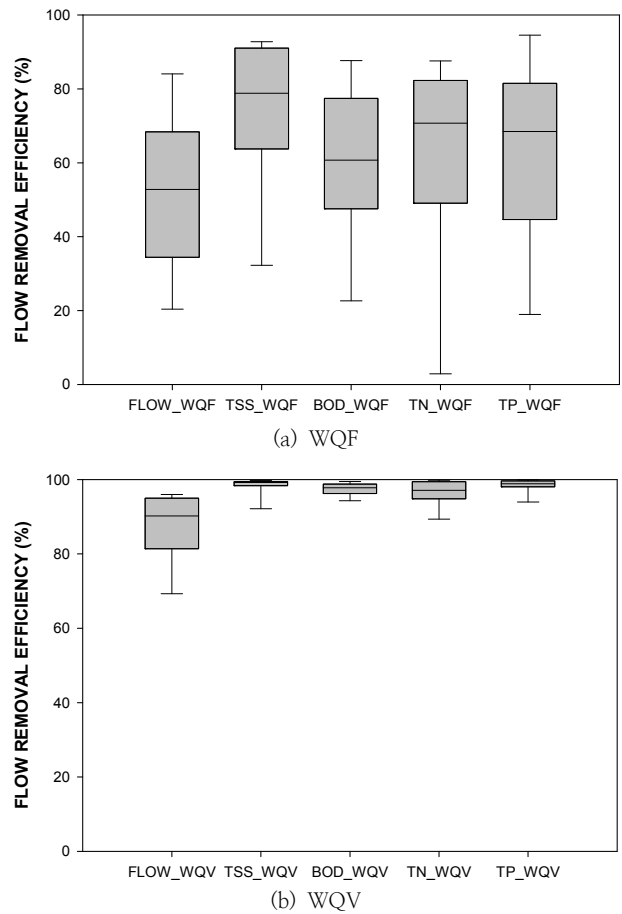 FLOW REMOVAL EFFICIENCY (%)
100
80
60
40
20
0
FLOW_WQF TSS_WQF BOD_WQF TN_WQF TP_WQF
(a) WQF
FLOW REMOVAL EFFICIENCY (%)
100
80
60
40
20
0
FLOW_WQV TSS_WQV BOD_WQV TN_WQV TP_WQV
(b) WQV